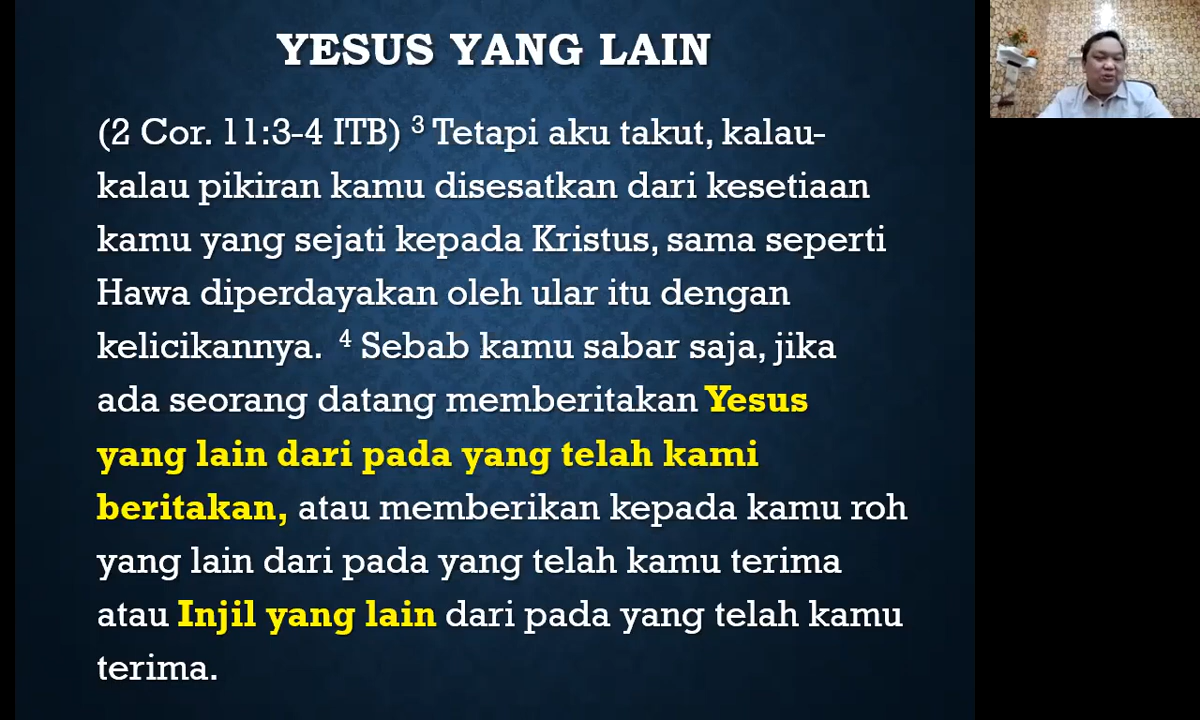 YESUS YANG LAIN
(2 Cor. 11:3-4 ITB) ³ Tetapi aku takut, kalau-
kalau pikiran kamu disesatkan dari kesetiaan
kamu yang sejati kepada Kristus, sama seperti
Hawa diperdayakan oleh ular itu dengan
kelicikannya. ⁴ Sebab kamu sabar saja, jika
ada seorang datang memberitakan Yesus
yang lain dari pada yang telah kami
beritakan, atau memberikan kepada kamu roh
yang lain dari pada yang telah kamu terima
atau Injil yang lain dari pada yang telah kamu
terima.